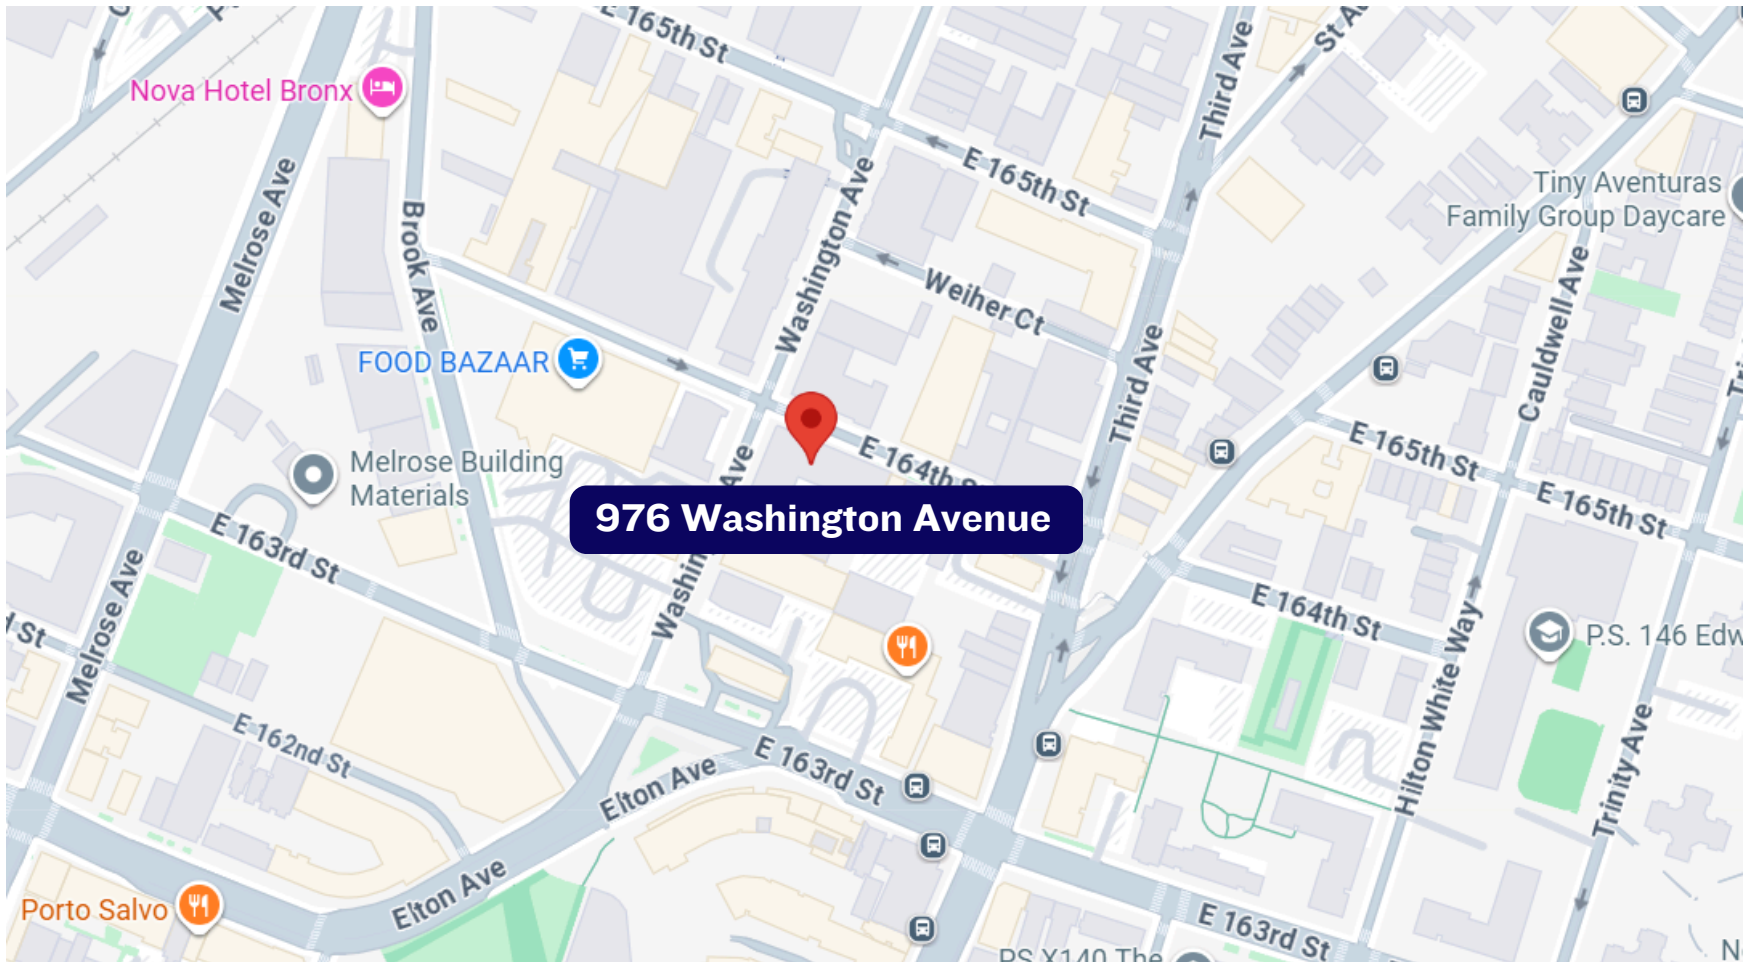 E 165th St
Third Ave
Nova Hotel Bronx
E 165th St
Tiny Aventuras
Family Group Daycare
Melrose Ave
Brook Ave
Washington Ave
Weiher Ct
FOOD BAZAAR
Third Ave
Cauldwell Ave
E 164th St
E 165th St
E 165th St
Melrose Building
Materials
976 Washington Avenue
E 163rd St
Melrose Ave
E 164th St
P.S. 146
Hilton White Way
E 162nd St
E 163rd St
Elton Ave
Trinity Ave
Porto Salvo
Elton Ave
E 163rd St
PS X140 The